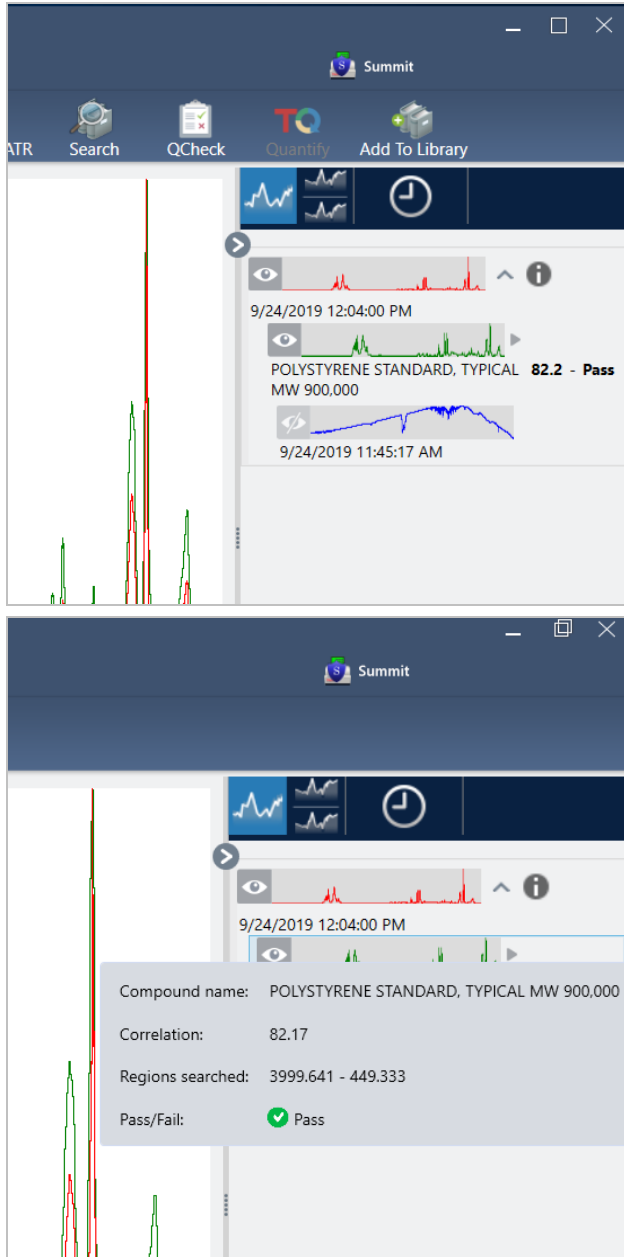 Summit
ATR Search QCheck Quantify Add To Library
9/24/2019 12:04:00 PM
POLYSTYRENE STANDARD, TYPICAL 82.2 - Pass
MW 900,000
9/24/2019 11:45:17 AM
Summit
9/24/2019 12:04:00 PM
Compound name: POLYSTYRENE STANDARD, TYPICAL MW 900,000
Correlation: 82.17
Regions searched: 3999.641 - 449.333
Pass/Fail: Pass